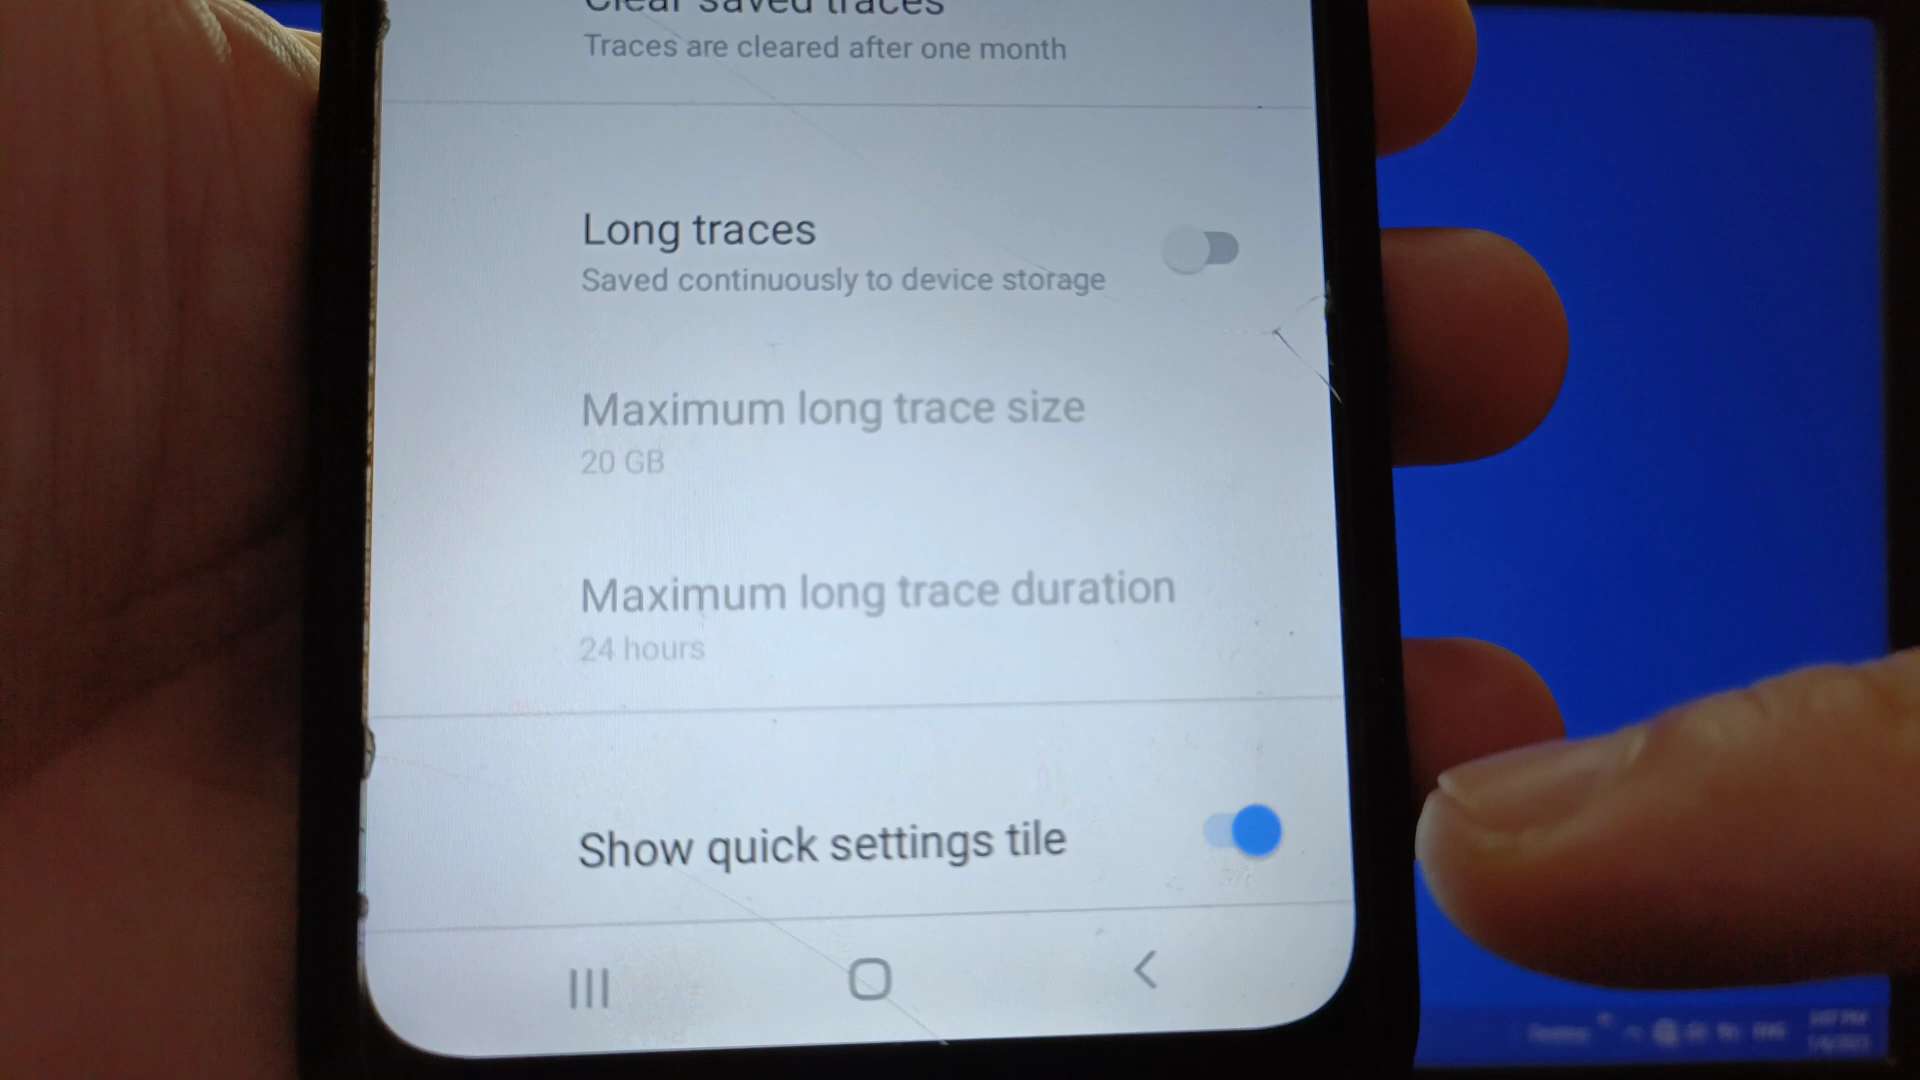 Clear saved traces
Traces are cleared after one month
Long traces
Saved continuously to device storage
Maximum long trace size
20 GB
Maximum long trace duration
24 hours
Show quick settings tile